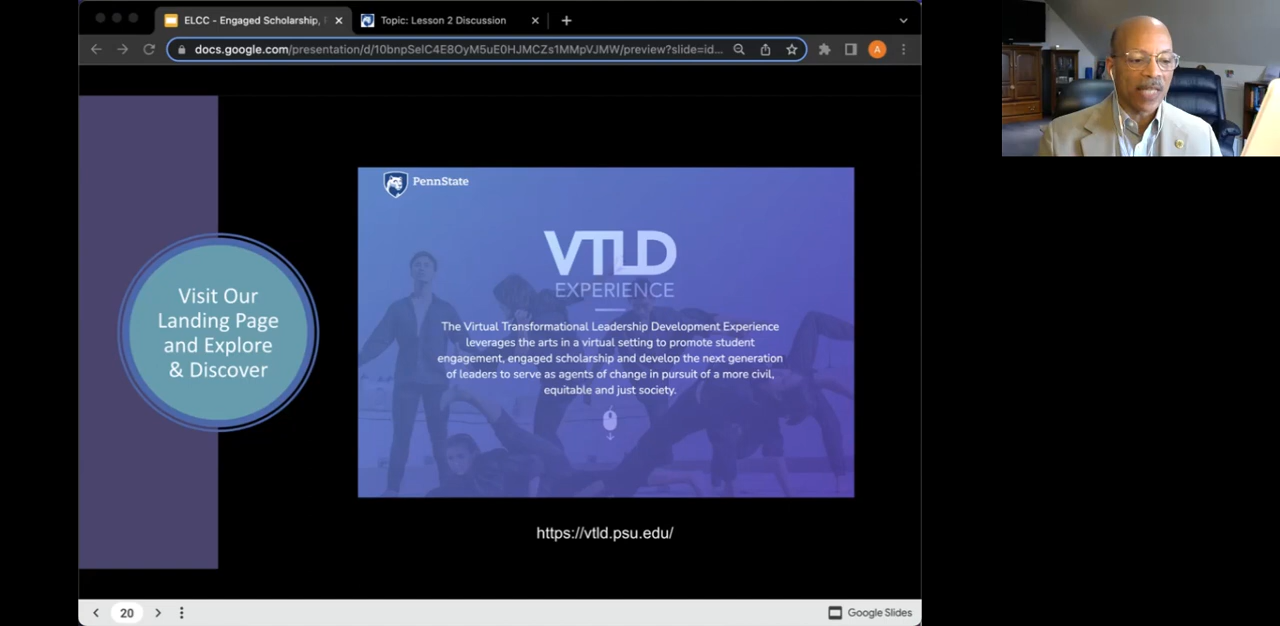 ELCC - Engaged Scholarship,
Topic: Lesson 2 Discussion
docs.google.com/presentation/d/10bnpSelC4E8OyM5uE0HJMCZs1MMpVJMW/preview?slide=id...
A
PennState
VTLD
EXPERIENCE
The Virtual Transformational Leadership Development Experience
leverages the arts in a virtual setting to promote student
engagement, engaged scholarship and develop the next generation
of leaders to serve as agents of change in pursuit of a more civil,
equitable and just society.
Visit Our
Landing Page
and Explore
& Discover
https://vtld.psu.edu/
20
Google Slides